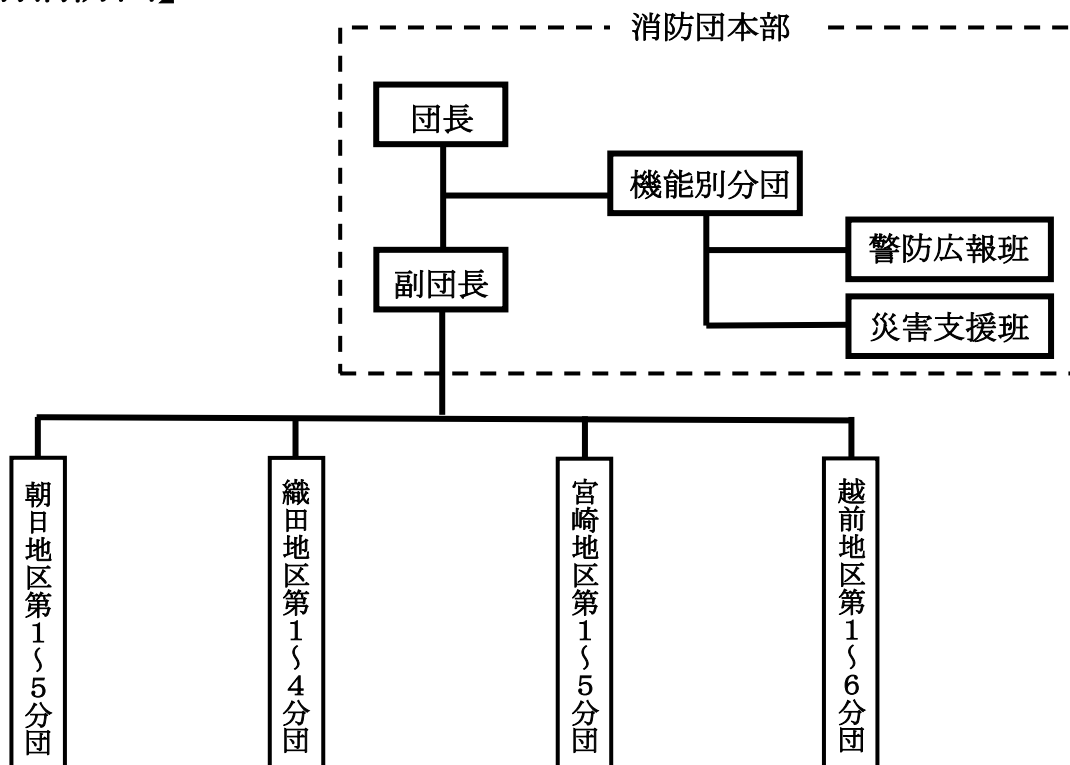 消防団本部
団長
機能別分団
警防広報班
副団長
災害支援班
朝日地区第1~5分団
織田地区第1~4分団
宮崎地区第1~5分団
越前地区第1~6分団